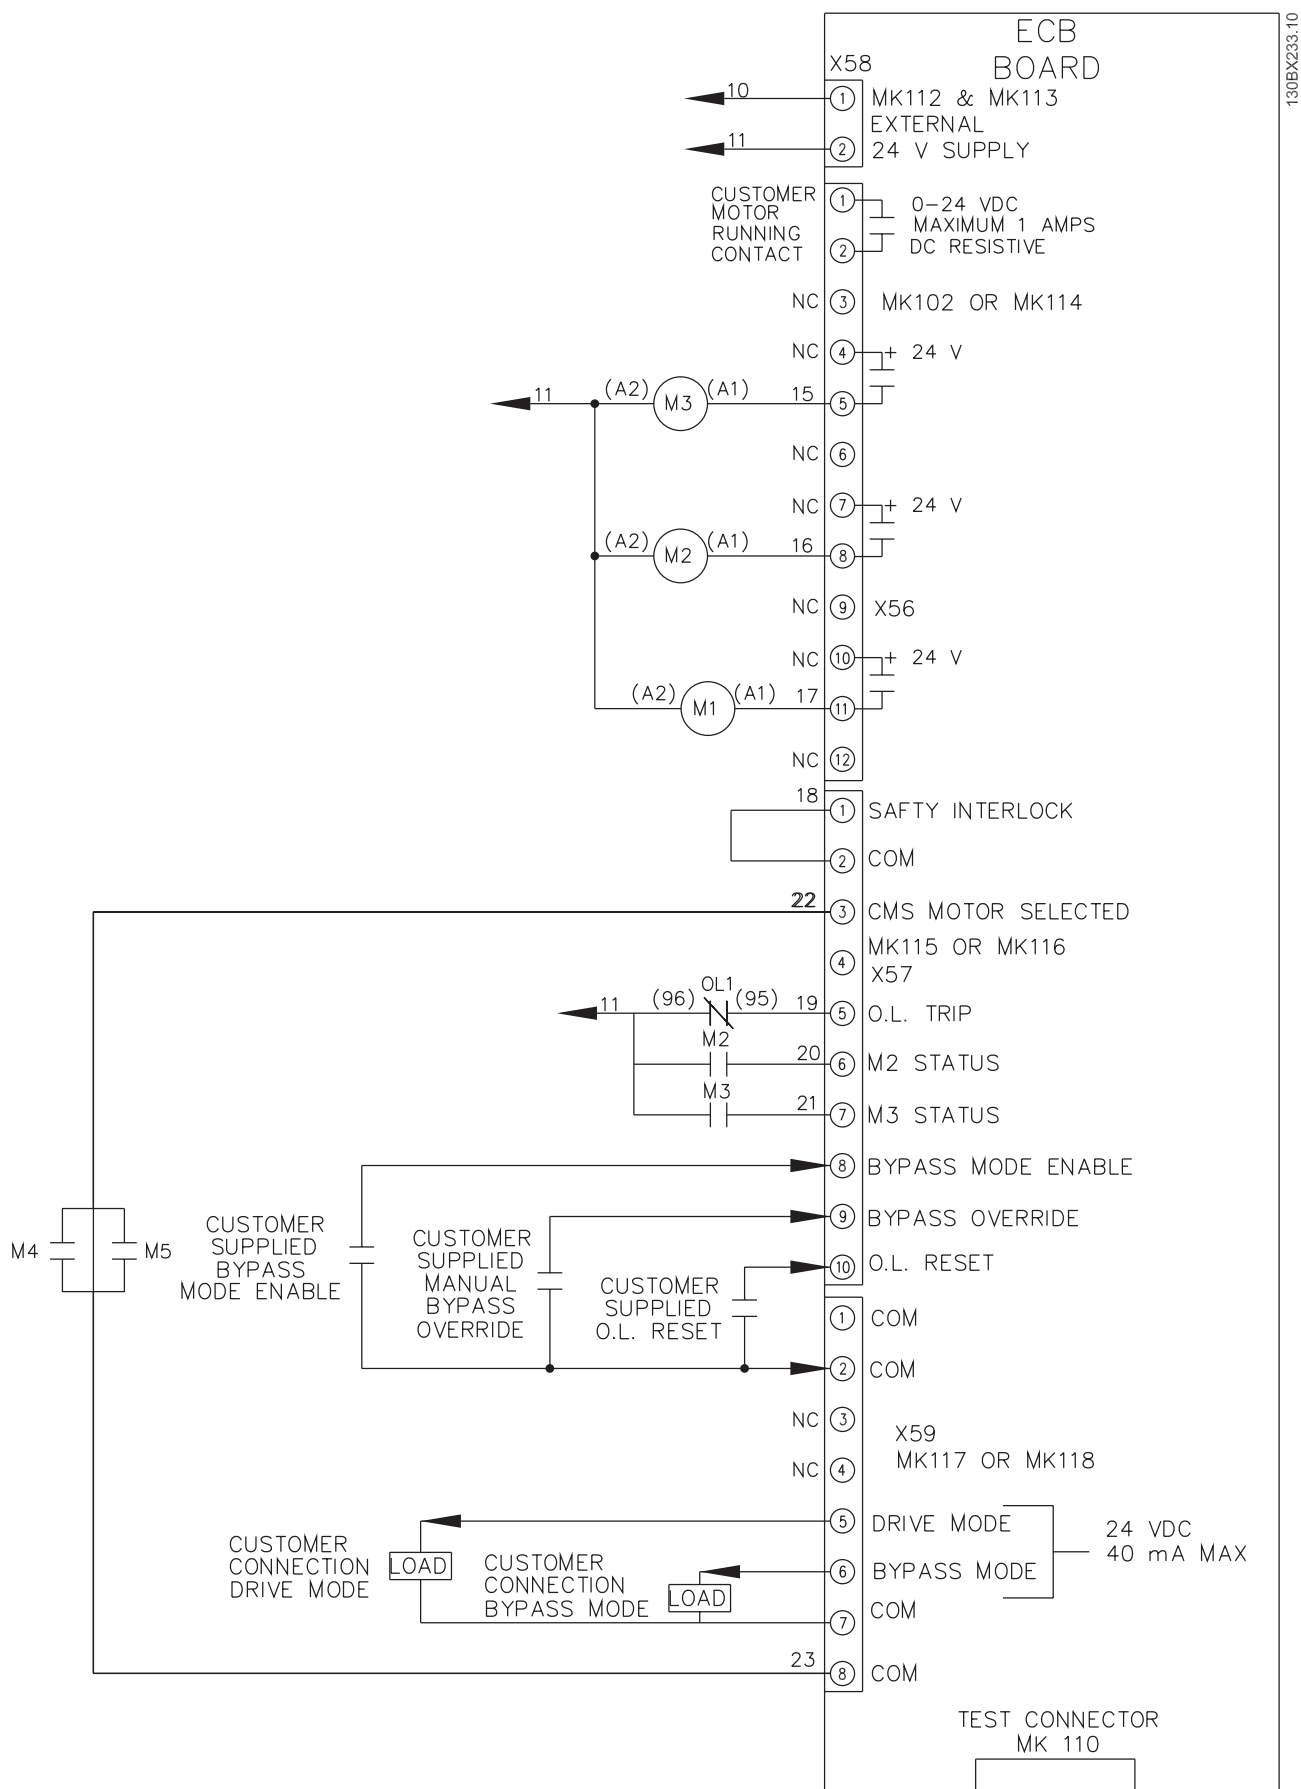 130BX233.10
ECB
BOARD
X58
10
1
MK112 & MK113
EXTERNAL
11
2
24 V SUPPLY
CUSTOMER
MOTOR
RUNNING
CONTACT
1
0-24 VDC
MAXIMUM 1 AMPS
2
DC RESISTIVE
NC
3
MK102 OR MK114
NC
4
+ 24 V
11
(A2)
M3
(A1)
15
5
NC
6
NC
7
+ 24 V
(A2)
M2
(A1)
16
8
NC
9
X56
NC
10
+ 24 V
(A2)
M1
(A1)
17
11
NC
12
18
1
SAFTY INTERLOCK
2
COM
22
3
CMS MOTOR SELECTED
4
MK115 OR MK116
X57
11
(96)
OL1
(95)
19
5
O.L. TRIP
M2
20
6
M2 STATUS
M3
21
7
M3 STATUS
8
BYPASS MODE ENABLE
9
BYPASS OVERRIDE
10
O.L. RESET
M4
M5
CUSTOMER
SUPPLIED
BYPASS
MODE ENABLE
CUSTOMER
SUPPLIED
MANUAL
BYPASS
OVERRIDE
CUSTOMER
SUPPLIED
O.L. RESET
1
COM
2
COM
NC
3
X59
MK117 OR MK118
NC
4
5
DRIVE MODE
24 VDC
40 mA MAX
CUSTOMER
CONNECTION
DRIVE MODE
LOAD
CUSTOMER
CONNECTION
BYPASS MODE
LOAD
6
BYPASS MODE
7
COM
23
8
COM
TEST CONNECTOR
MK 110